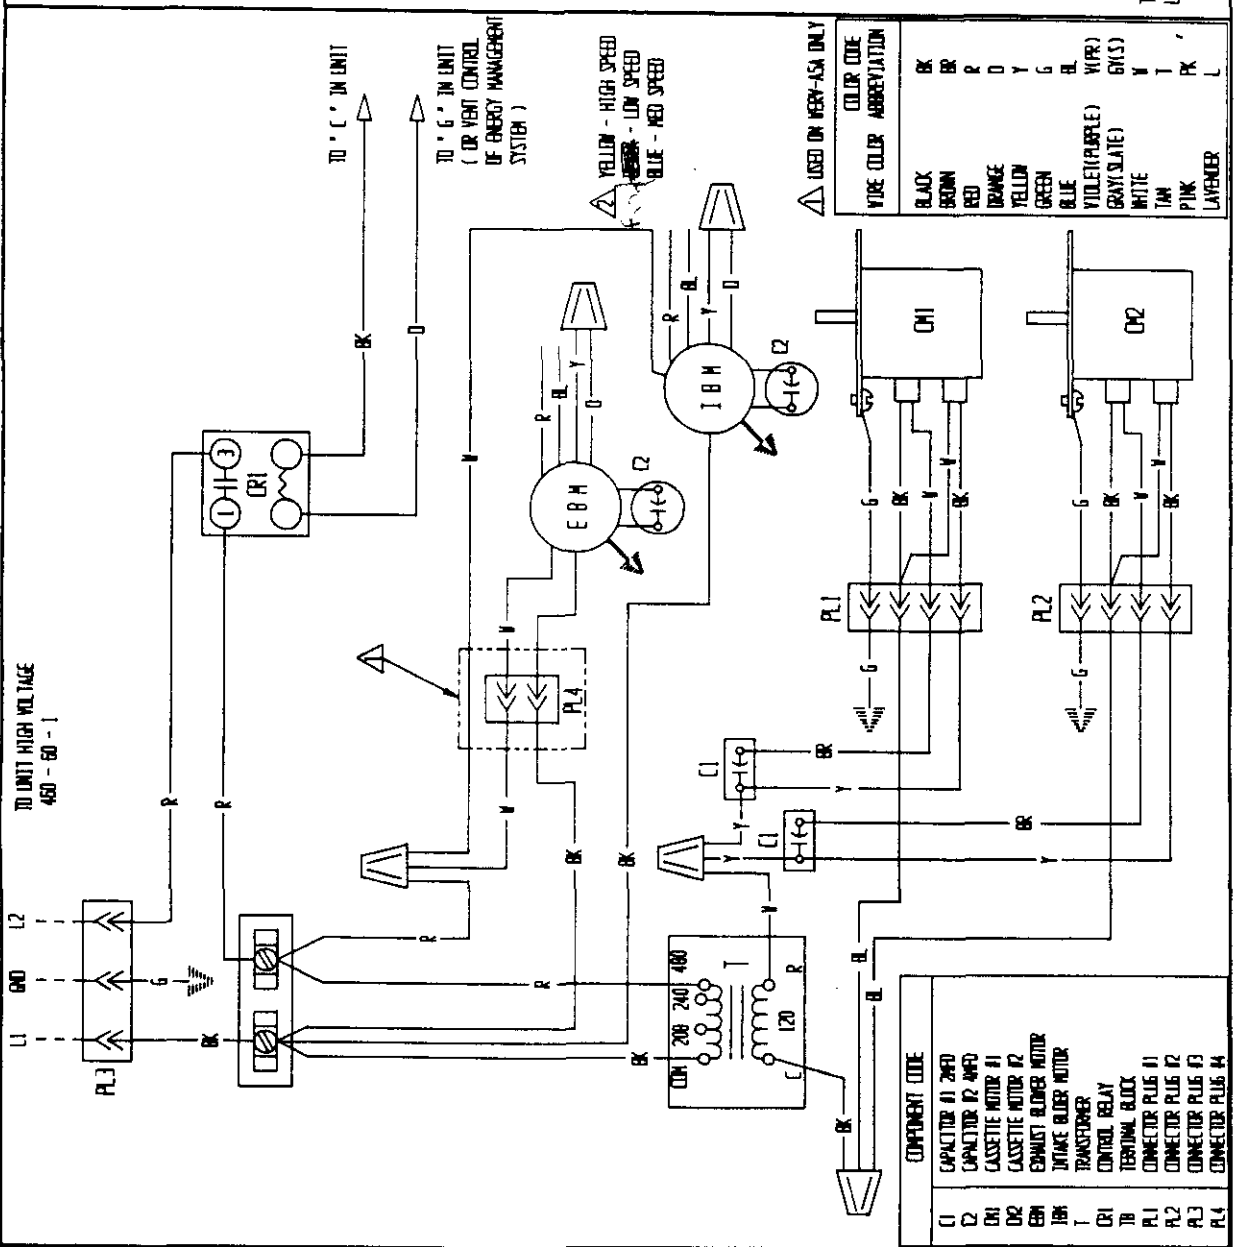 TO UNIT HIGH VOLTAGE
460 - 60 - 1
L1
GND
L2
PL3
BK
G
R
R
1
3
CR1
BK
O
TO " C " IN UNIT
TO " G " IN UNIT
( OR VENT CONTROL
OF ENERGY MANAGEMENT
SYSTEM )
2
YELLOW - HIGH SPEED
- LOW SPEED
BLUE - MED SPEED
1
USED ON WERV-A5A ONLY
COLOR CODE
WIRE COLOR ABBREVIATION
BLACK BK
BROWN BR
RED R
ORANGE O
YELLOW Y
GREEN G
BLUE BL
VIOLET(PURPLE) V(PR)
GRAY(SLATE) GY(S)
WHITE W
TAN T
PINK PK
LAVENDER L
R
W
W
BK
BK
1
PL4
W
W
EBM
C2
R
BL
Y
O
IBM
C2
R
BL
Y
O
R
BK
COM 208 240 480
T
C 120 R
W
BK
BL
BL
C1
Y
BR
Y
C1
Y
BR
Y
PL1
G
G
BK
W
BK
W
CM1
PL2
G
G
BK
W
BK
W
CM2
COMPONENT CODE
C1 CAPACITOR #1 2MFD
C2 CAPACITOR #2 4MFD
CM1 CASSETTE MOTOR #1
CM2 CASSETTE MOTOR #2
EBM EXHAUST BLOWER MOTOR
IBM INTAKE BLOER MOTOR
T TRANSFORMER
CR1 CONTROL RELAY
TB TERMINAL BLOCK
PL1 CONNECTOR PLUG #1
PL2 CONNECTOR PLUG #2
PL3 CONNECTOR PLUG #3
PL4 CONNECTOR PLUG #4